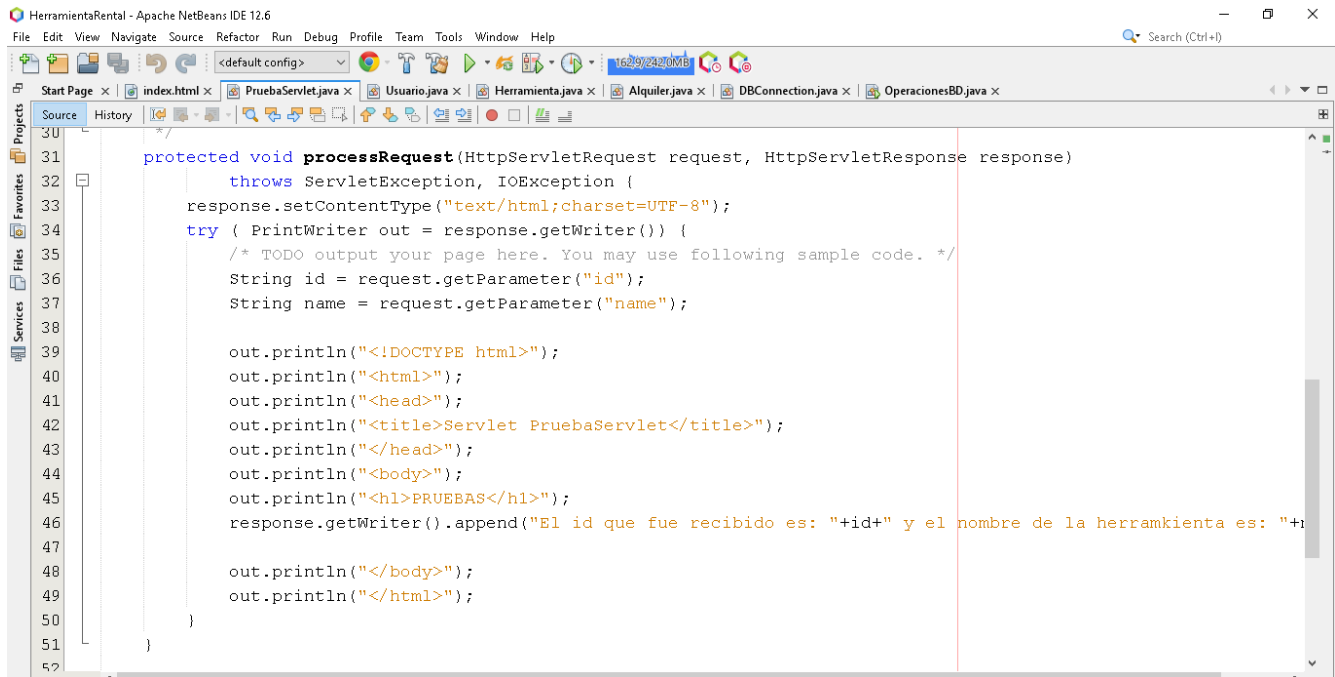 HerramientaRental - Apache NetBeans IDE 12.6
File Edit View Navigate Source Refactor Run Debug Profile Team Tools Window Help
Search (Ctrl+I)
<default config>
162,9/242,0MB
Start Page index.html PruebaServlet.java Usuario.java Herramienta.java Alquiler.java DBConnection.java OperacionesBD.java
Source History
Projects
Favorites
Files
Services
30 */
31 protected void processRequest(HttpServletRequest request, HttpServletResponse response)
32 throws ServletException, IOException {
33 response.setContentType("text/html;charset=UTF-8");
34 try ( PrintWriter out = response.getWriter()) {
35 /* TODO output your page here. You may use following sample code. */
36 String id = request.getParameter("id");
37 String name = request.getParameter("name");
38
39 out.println("<!DOCTYPE html>");
40 out.println("<html>");
41 out.println("<head>");
42 out.println("<title>Servlet PruebaServlet</title>");
43 out.println("</head>");
44 out.println("<body>");
45 out.println("<h1>PRUEBAS</h1>");
46 response.getWriter().append("El id que fue recibido es: "+id+" y el nombre de la herramkienta es: "+
47
48 out.println("</body>");
49 out.println("</html>");
50 }
51 }
52